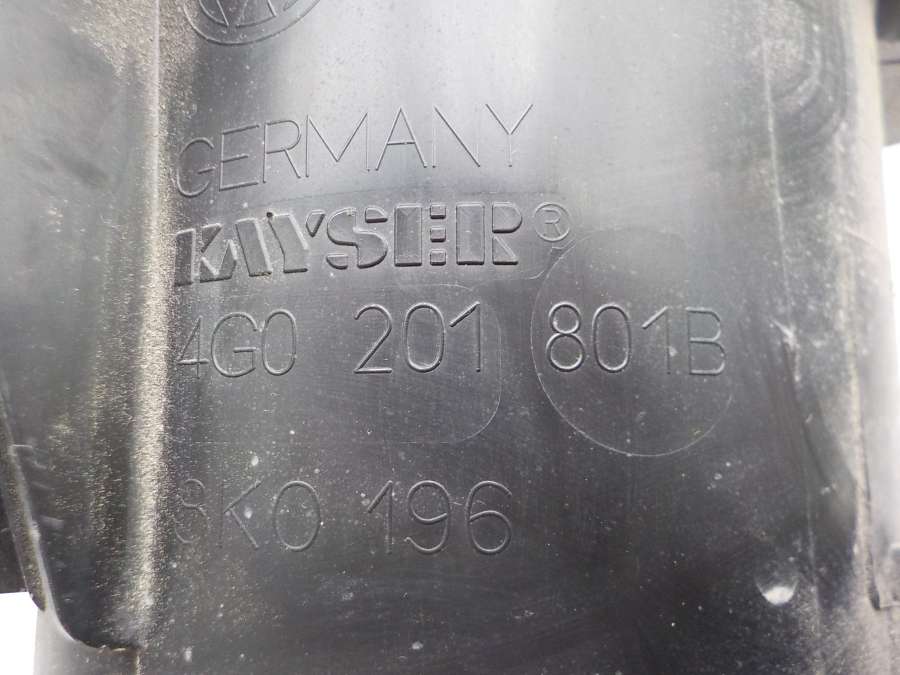 GERMANY
KAYSER®
4G0 201 801B
8K0 196